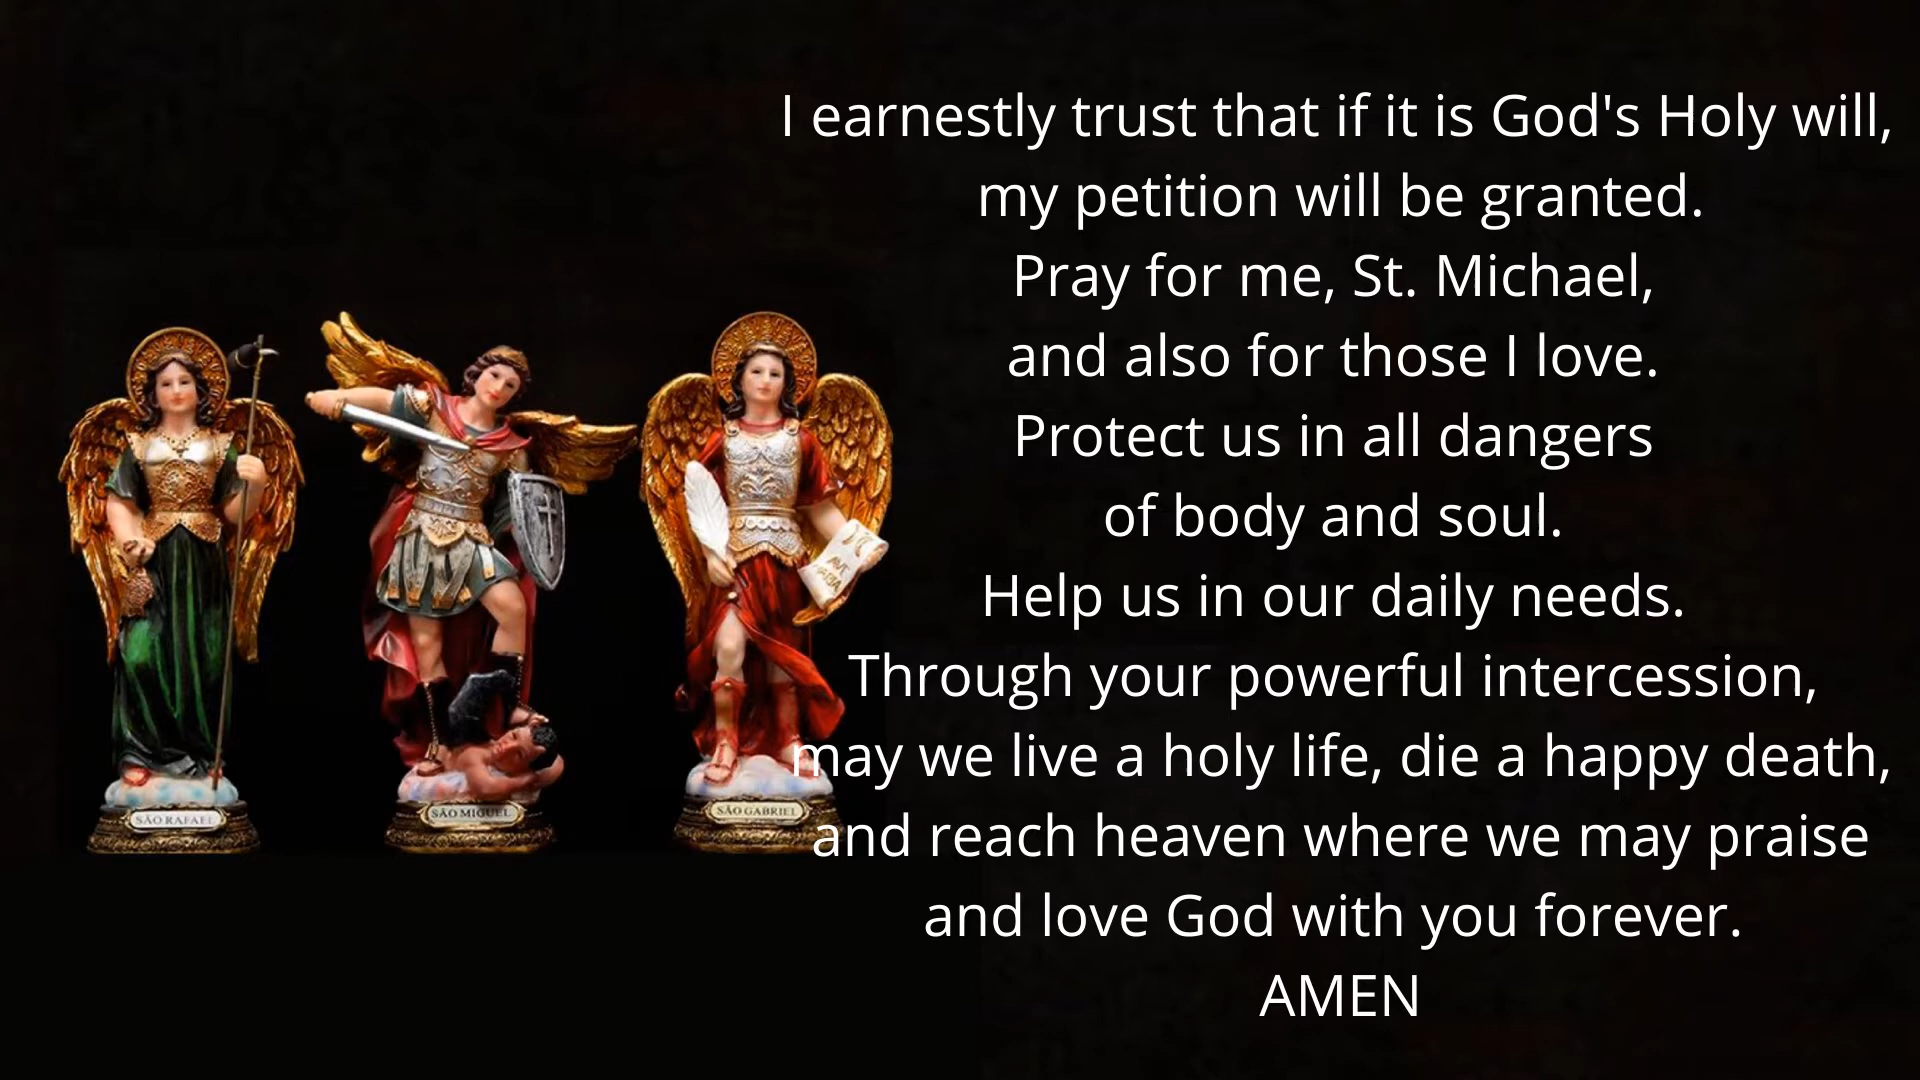 I earnestly trust that if it is God's Holy will,
my petition will be granted.
Pray for me, St. Michael,
and also for those I love.
Protect us in all dangers
of body and soul.
Help us in our daily needs.
Through your powerful intercession,
may we live a holy life, die a happy death,
and reach heaven where we may praise
and love God with you forever.
AMEN
AVE
MARIA
SÃO RAFAEL
SÃO MIGUEL
SÃO GABRIEL